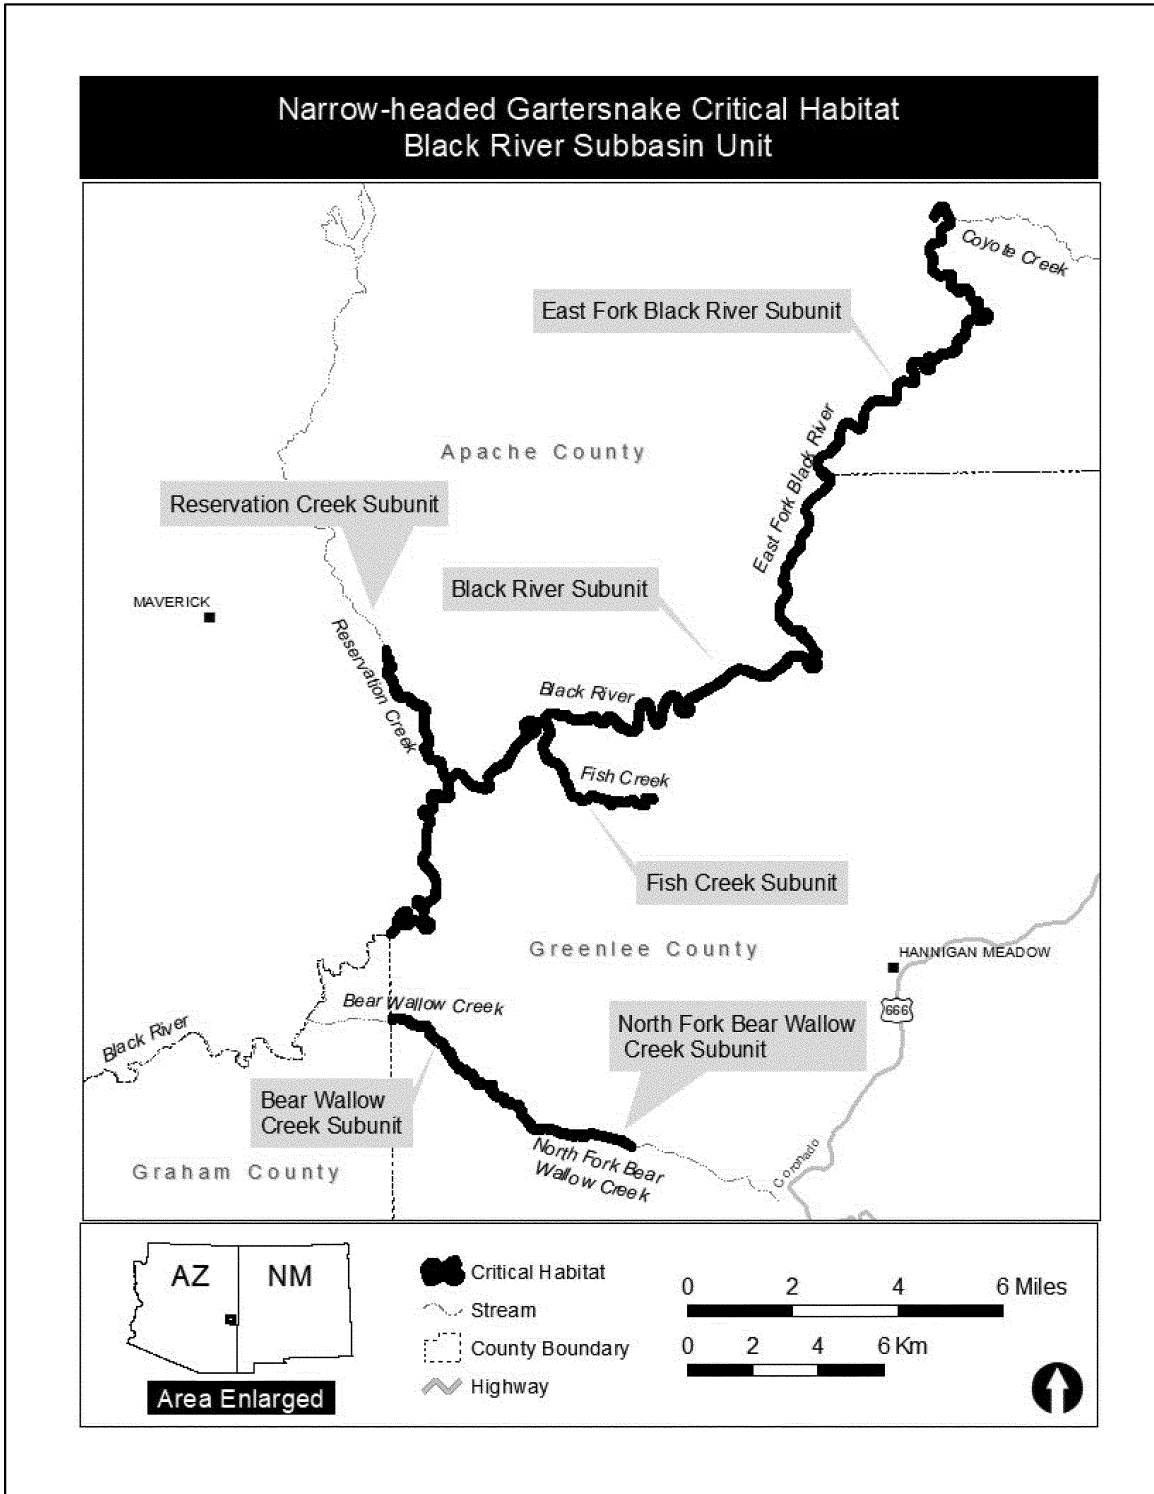 Narrow-headed Gartersnake Critical Habitat
Black River Subbasin Unit
Coyote Creek
East Fork Black River Subunit
East Fork Black River
Apache County
Reservation Creek Subunit
Black River Subunit
MAVERICK
Reservation Creek
Black River
Fish Creek
Fish Creek Subunit
Greenlee County
HANNIGAN MEADOW
Bear Wallow Creek
666
Black River
North Fork Bear Wallow
Creek Subunit
Bear Wallow
Creek Subunit
North Fork Bear
Wallow Creek
Coronado
Graham County
AZ NM
Area Enlarged
Critical Habitat
Stream
County Boundary
Highway
0 2 4 6 Miles
0 2 4 6 Km